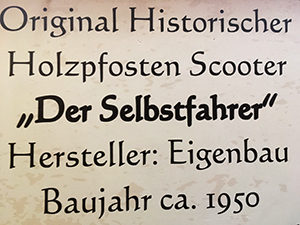 Original Historischer
Holzpfosten Scooter
„Der Selbstfahrer“
Hersteller: Eigenbau
Baujahr ca. 1950